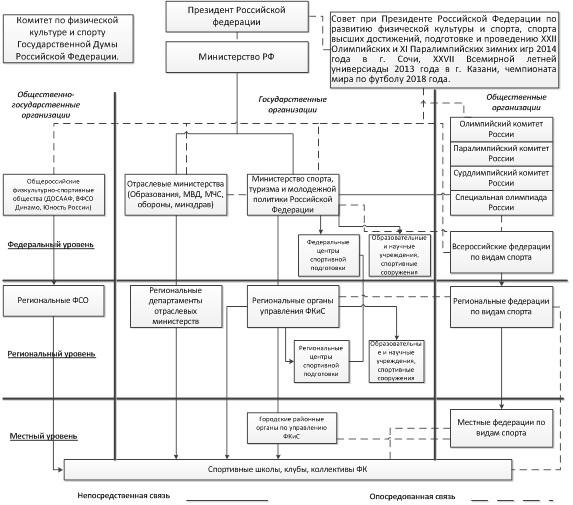 Комитет по физической
культуре и спорту
Государственной Думы
Российской Федерации.
Президент Российской
федерации
Министерство РФ
Совет при Президенте Российской Федерации по
развитию физической культуры и спорта, спорта
высших достижений, подготовке и проведению XXII
Олимпийских и XI Паралимпийских зимних игр 2014
года в г. Сочи, XXVII Всемирной летней
универсиады 2013 года в г. Казани, чемпионата
мира по футболу 2018 года.
Общественно-
государственные
организации
Государственные
организации
Общественные
организации
Олимпийский комитет
России
Паралимпийский комитет
России
Сурдлимпийский комитет
России
Специальная олимпиада
России
Общероссийские
физкультурно-спортивные
общества (ДОСААФ, ВФСО
Динамо, Юность России)
Отраслевые министерства
(Образования, МВД, МЧС,
обороны, минздрав)
Министерство спорта,
туризма и молодежной
политики Российской
Федерации
Федеральные
центры
спортивной
подготовки
Образовательные
и научные
учреждения,
спортивные
сооружения
Всероссийские федерации
по видам спорта
Федеральный уровень
Региональные ФСО
Региональные
департаменты
отраслевых
министерств
Региональные органы
управления ФКиС
Региональные федерации
по видам спорта
Региональные
центры
спортивной
подготовки
Образовательны
е и научные
учреждения,
спортивные
сооружения
Региональный уровень
Городские районные
органы по управлению
ФКиС
Местные федерации по
видам спорта
Местный уровень
Спортивные школы, клубы, коллективы ФК
Непосредственная связь
Опосредованная связь